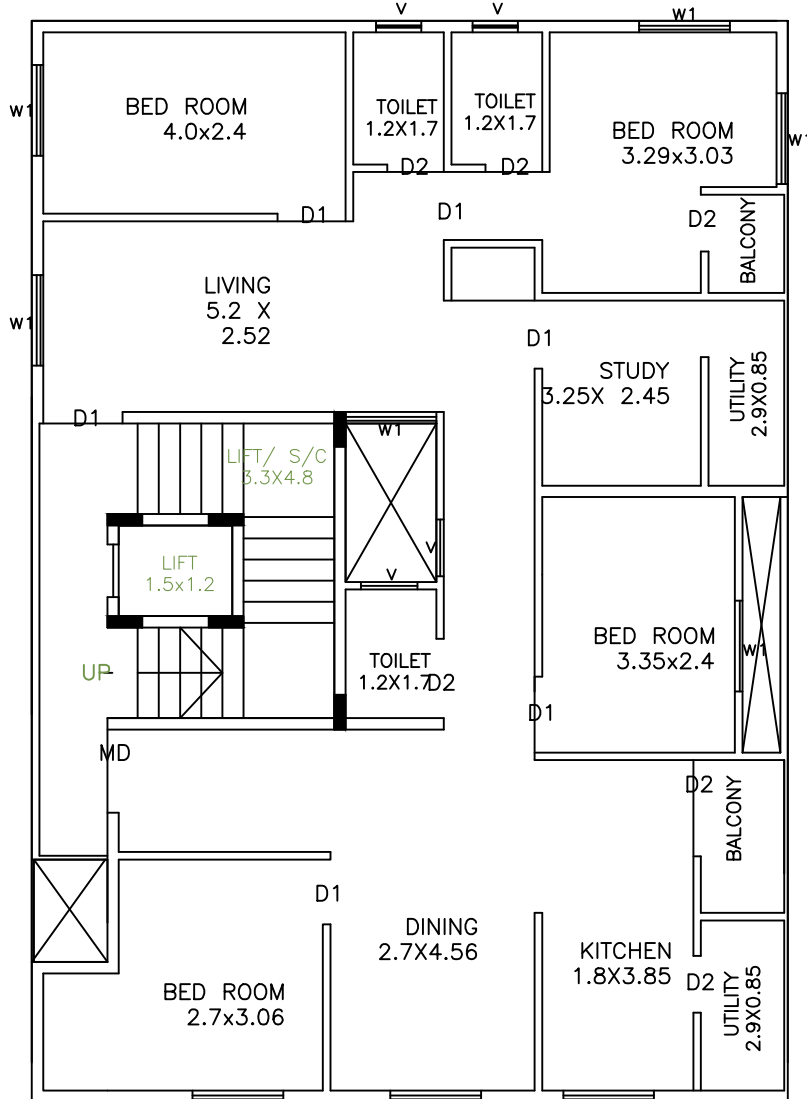 V
V
W1
BED ROOM
4.0x2.4
TOILET
1.2X1.7
TOILET
1.2X1.7
BED ROOM
3.29x3.03
W1
W1
D2
D2
D1
D1
D2
BALCONY
LIVING
5.2 X
2.52
W1
D1
STUDY
3.25X 2.45
UTILITY
2.9X0.85
D1
W1
LIFT/ S/C
3.3X4.8
LIFT
1.5x1.2
V
V
BED ROOM
3.35x2.4
W1
UP
TOILET
1.2X1.7
D2
D1
MD
D2
BALCONY
D1
DINING
2.7X4.56
KITCHEN
1.8X3.85
D2
UTILITY
2.9X0.85
BED ROOM
2.7x3.06